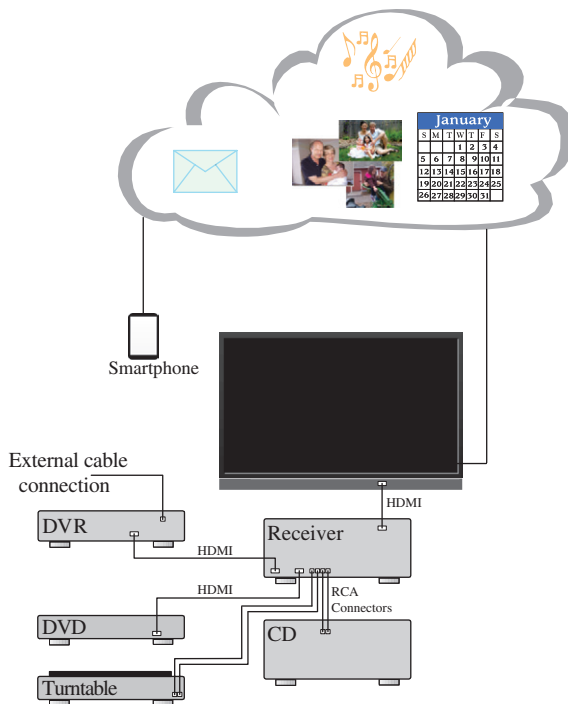 January
S M T W T F S
1 2 3 4
5 6 7 8 9 10 11
12 13 14 15 16 17 18
19 20 21 22 23 24 25
26 27 28 29 30 31
Smartphone
External cable
connection
HDMI
DVR
Receiver
HDMI
HDMI
RCA
Connectors
DVD
CD
Turntable